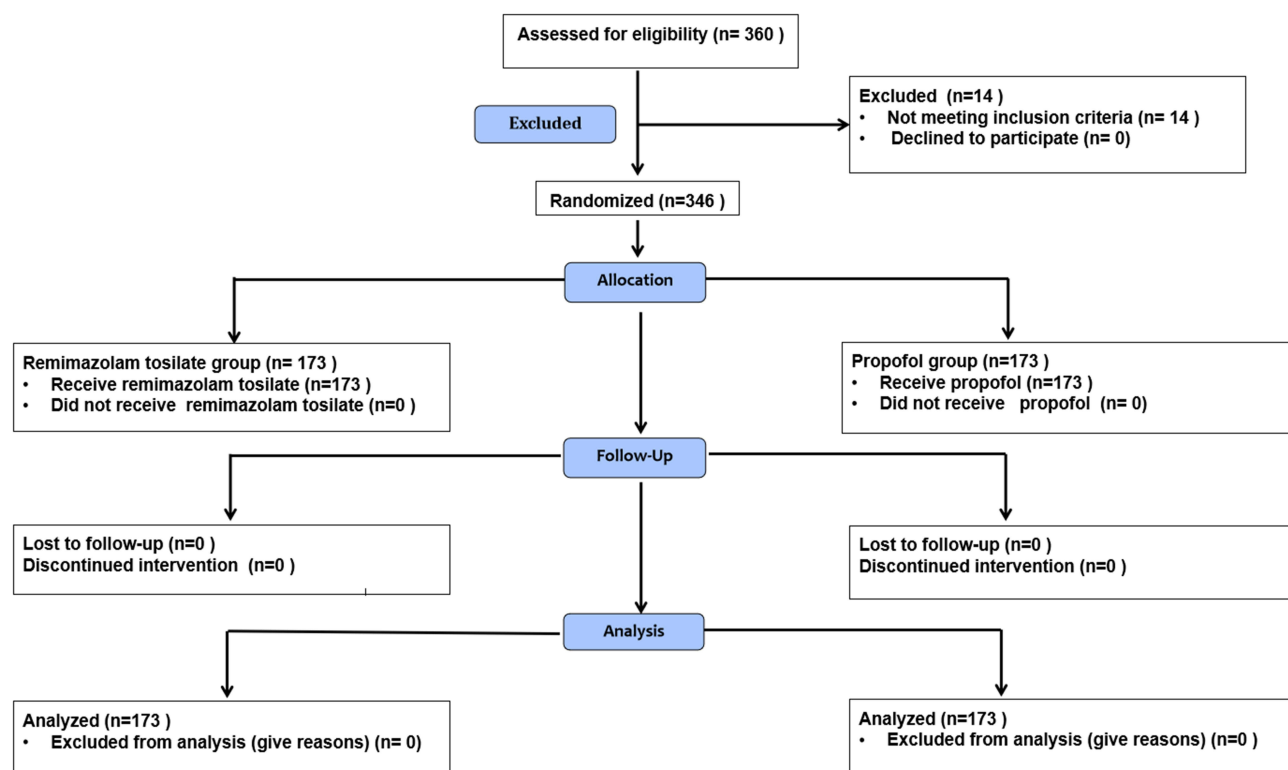 Assessed for eligibility (n= 360 )
Excluded
Excluded  (n=14 )
• Not meeting inclusion criteria (n= 14 )
• Declined to participate (n= 0)
Randomized (n=346 )
Allocation
Remimazolam tosilate group (n= 173 )
• Receive remimazolam tosilate (n=173 )
• Did not receive  remimazolam tosilate (n=0 )
Propofol group (n=173 )
• Receive propofol (n=173 )
• Did not receive   propofol  (n= 0)
Follow-Up
Lost to follow-up (n=0 )
Discontinued intervention  (n=0 )
Lost to follow-up (n=0 )
Discontinued intervention (n=0 )
Analysis
Analyzed (n=173 )
• Excluded from analysis (give reasons) (n= 0)
Analyzed (n=173 )
• Excluded from analysis (give reasons) (n=0 )